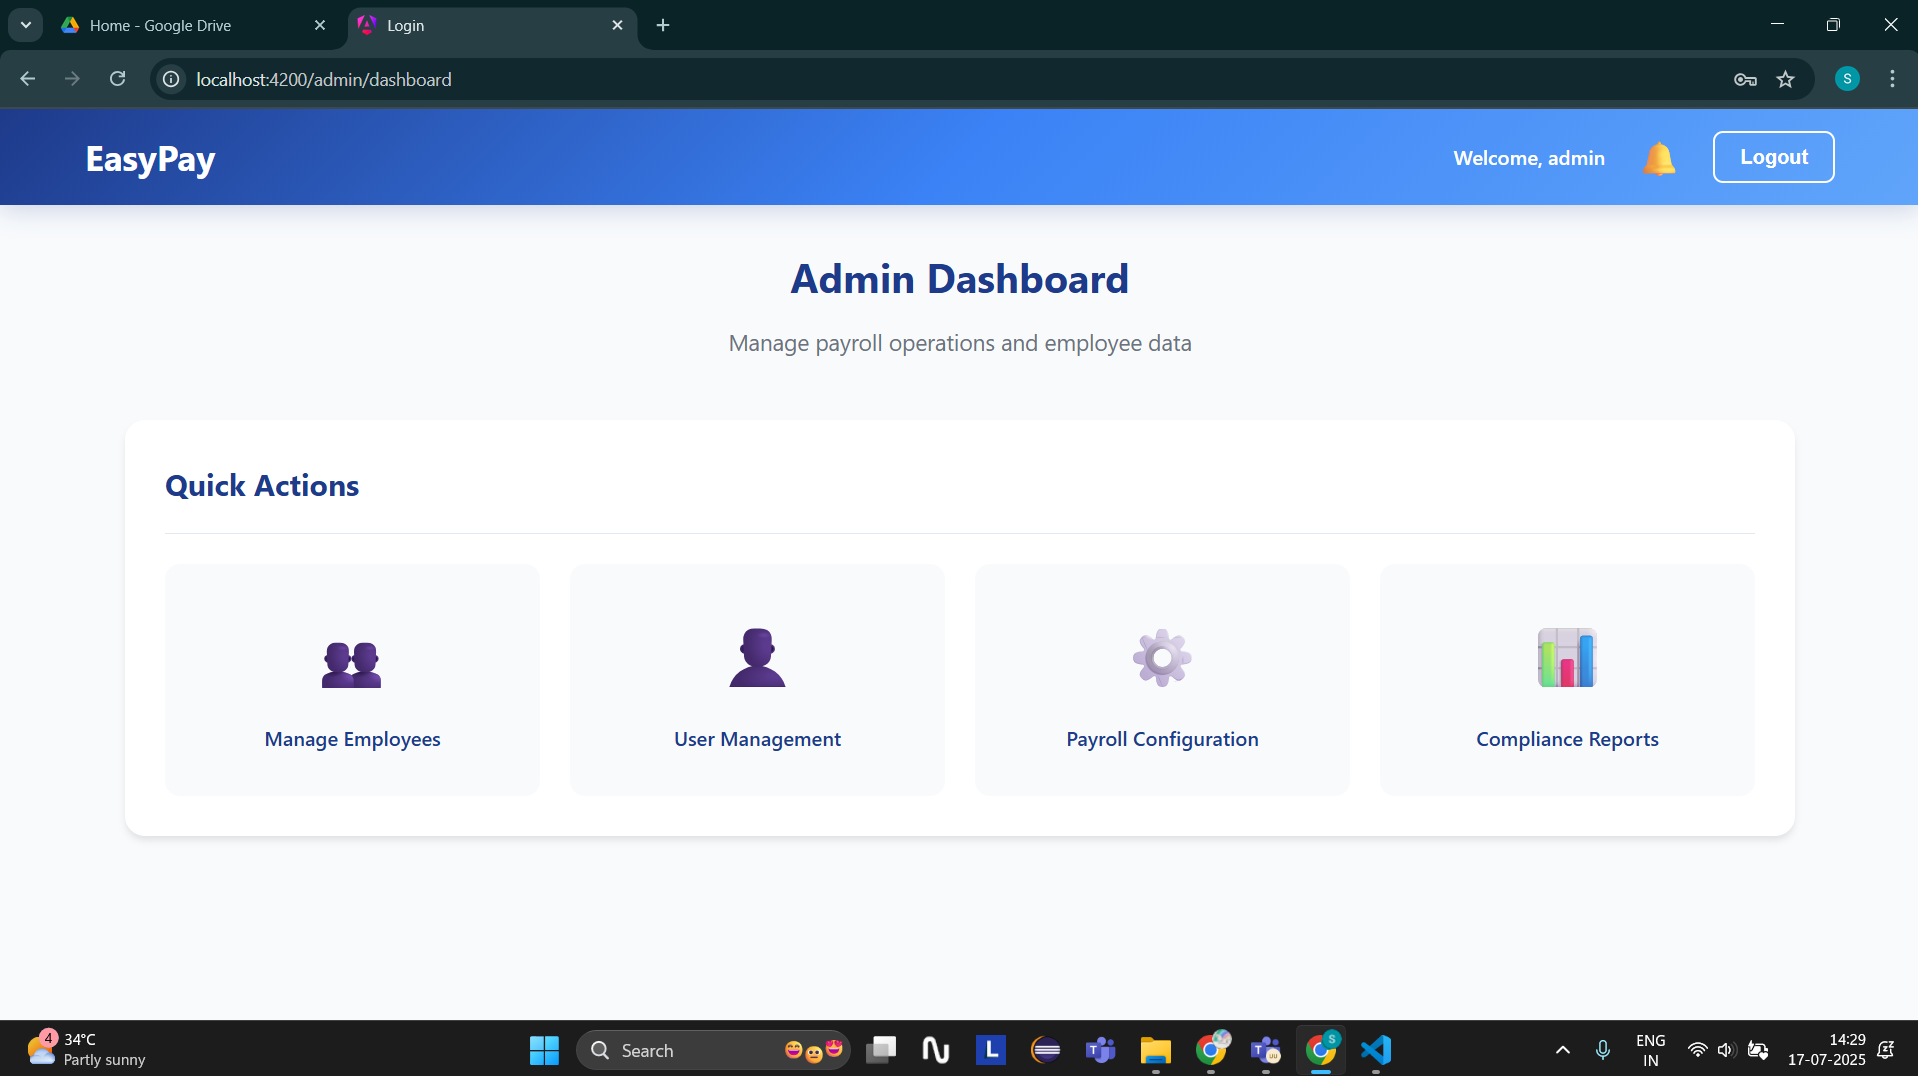 Home - Google Drive
Login
localhost:4200/admin/dashboard
S
EasyPay
Welcome, admin
Logout
Admin Dashboard
Manage payroll operations and employee data
Quick Actions
Manage Employees
User Management
Payroll Configuration
Compliance Reports
4
34°C
Partly sunny
Search
L
T
T
UU
S
ENG
IN
14:29
17-07-2025